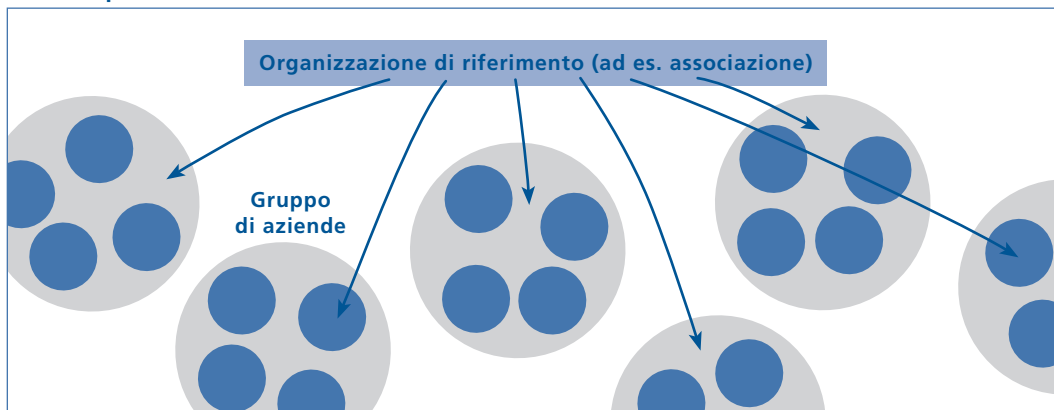 Organizzazione di riferimento (ad es. associazione)
Gruppo
di aziende